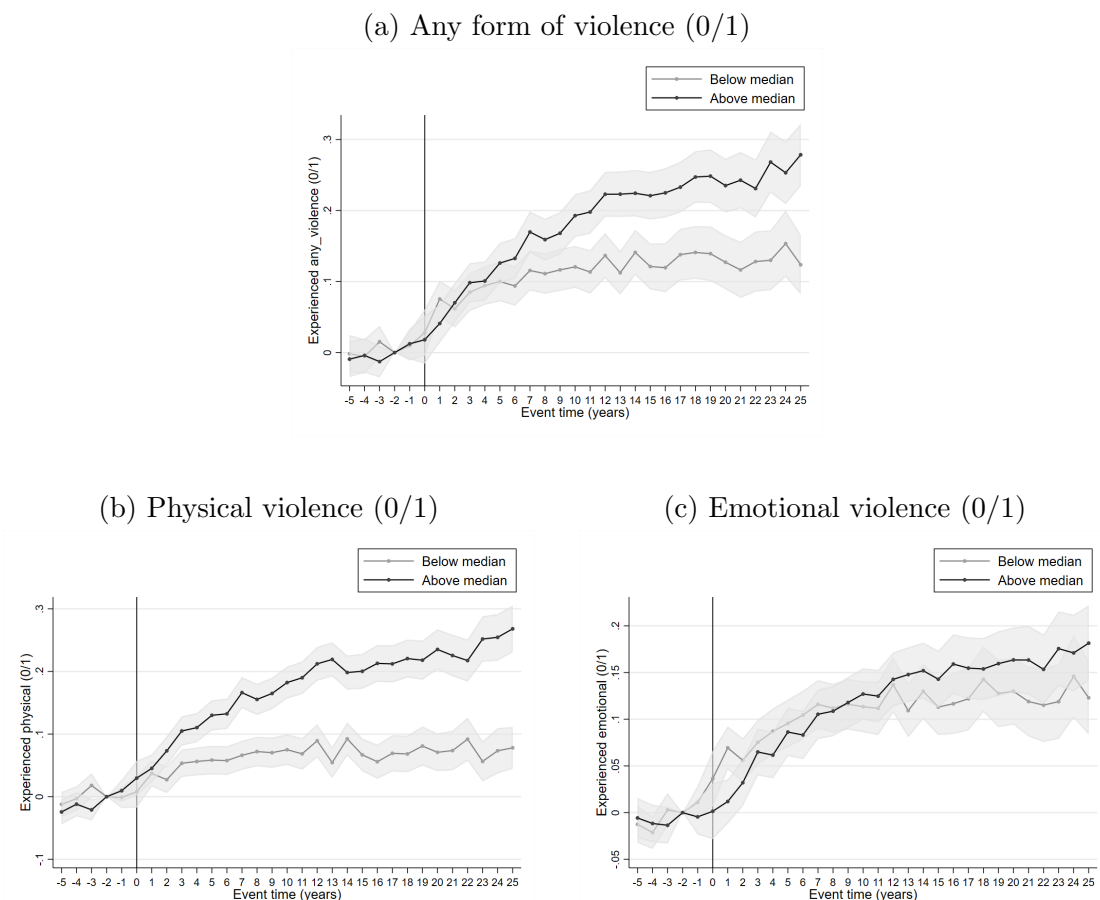 (a) Any form of violence (0/1)
Below median
Above median
Experienced any_violence (0/1)
.3
.2
.1
0
-5 -4 -3 -2 -1 0 1 2 3 4 5 6 7 8 9 10 11 12 13 14 15 16 17 18 19 20 21 22 23 24 25
Event time (years)
(b) Physical violence (0/1)
Below median
Above median
Experienced physical (0/1)
.3
.2
.1
0
-.1
-5 -4 -3 -2 -1 0 1 2 3 4 5 6 7 8 9 10 11 12 13 14 15 16 17 18 19 20 21 22 23 24 25
Event time (years)
(c) Emotional violence (0/1)
Below median
Above median
Experienced emotional (0/1)
.2
.15
.1
.05
0
-.05
-5 -4 -3 -2 -1 0 1 2 3 4 5 6 7 8 9 10 11 12 13 14 15 16 17 18 19 20 21 22 23 24 25
Event time (years)